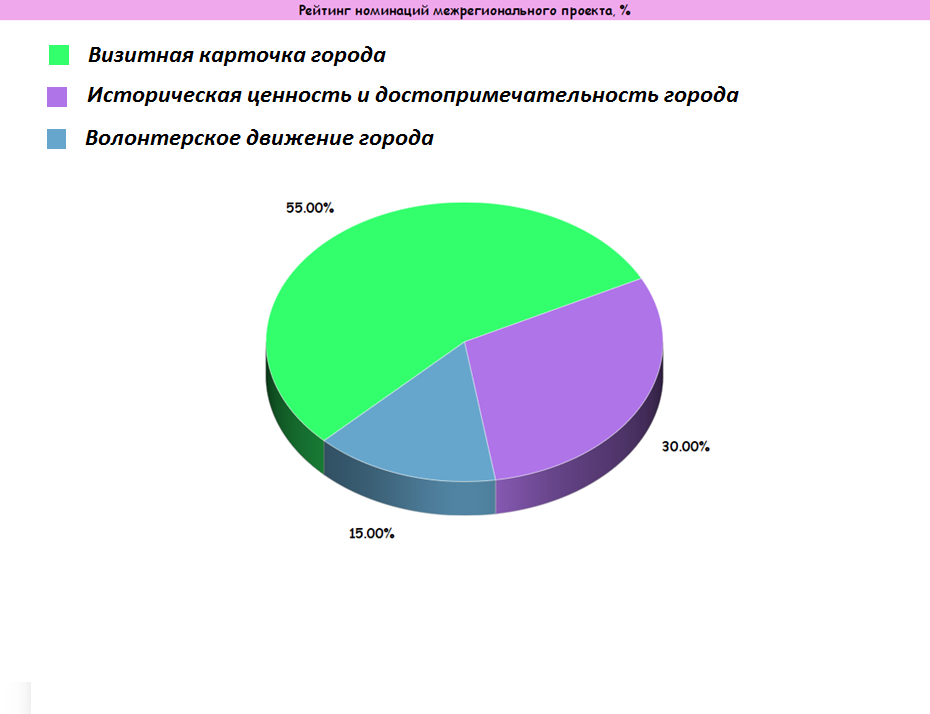 Рейтинг номинаций межрегионального проекта, %
Визитная карточка города
Историческая ценность и достопримечательность города
Волонтерское движение города
55.00%
30.00%
15.00%